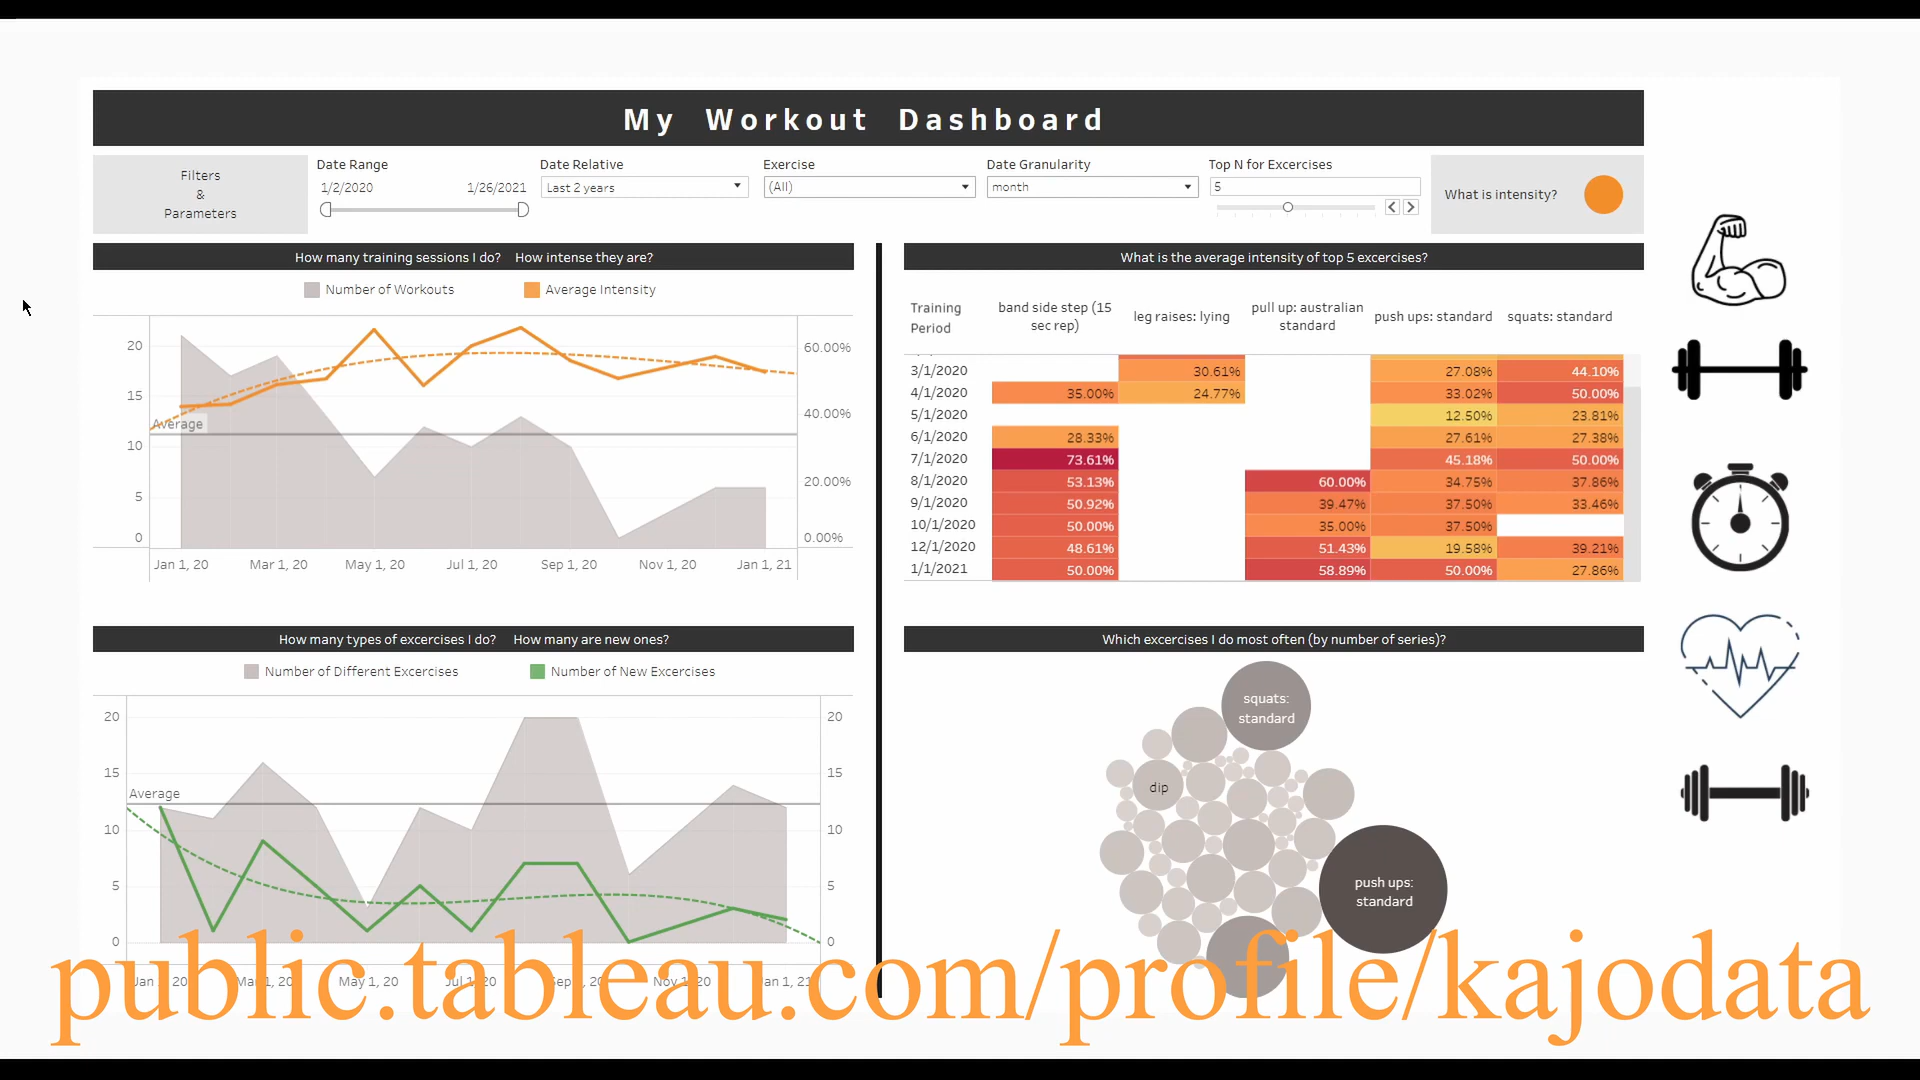 My Workout Dashboard
Filters
&
Parameters
Date Range
1/2/2020 1/26/2021
Date Relative
Last 2 years
Exercise
(All)
Date Granularity
month
Top N for Excercises
5
What is intensity?
How many training sessions I do? How intense they are?
Number of Workouts Average Intensity
20
15
10
5
0
Average
60.00%
40.00%
20.00%
0.00%
Jan 1, 20 Mar 1, 20 May 1, 20 Jul 1, 20 Sep 1, 20 Nov 1, 20 Jan 1, 21
What is the average intensity of top 5 excercises?
Training
Period
band side step (15
sec rep)
leg raises: lying
pull up: australian
standard
push ups: standard
squats: standard
3/1/2020 30.61% 27.08% 44.10%
4/1/2020 35.00% 24.77% 33.02% 50.00%
5/1/2020 12.50% 23.81%
6/1/2020 28.33% 27.61% 27.38%
7/1/2020 73.61% 45.18% 50.00%
8/1/2020 53.13% 60.00% 34.75% 37.86%
9/1/2020 50.92% 39.47% 37.50% 33.46%
10/1/2020 50.00% 35.00% 37.50%
12/1/2020 48.61% 51.43% 19.58% 39.21%
1/1/2021 50.00% 58.89% 50.00% 27.86%
How many types of excercises I do? How many are new ones?
Number of Different Excercises Number of New Excercises
20
15
10
5
0
Average
20
15
10
5
0
May 1, 20
Which excercises I do most often (by number of series)?
squats:
standard
dip
push ups:
standard
public.tableau.com/profile/kajodata